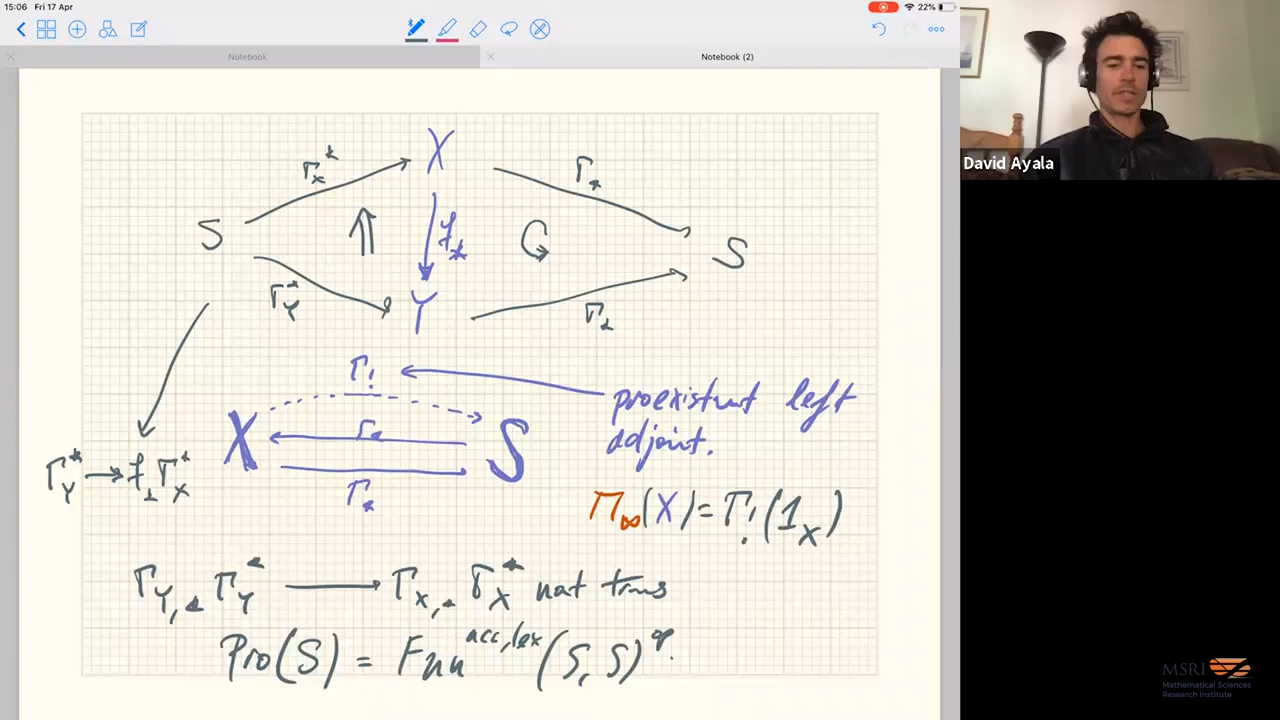 15:06 Fri 17 Apr
22%
Notebook
Notebook (2)
David Ayala
X
Γ_X^*
Γ_*
S
f_*
S
Γ_Y^*
Y
Γ_*
Γ_!
proexistent left
adjoint.
X
Γ^*
S
Γ_*
Γ_Y^* → f_* Γ_X^*
Π_∞(X) = Γ_!(1_X)
Γ_{Y,*} Γ_Y^* → Γ_{X,*} Γ_X^* nat trans
Pro(S) = Fun^{acc,lex}(S, S)^{op}.
MSRI
Mathematical Sciences
Research Institute